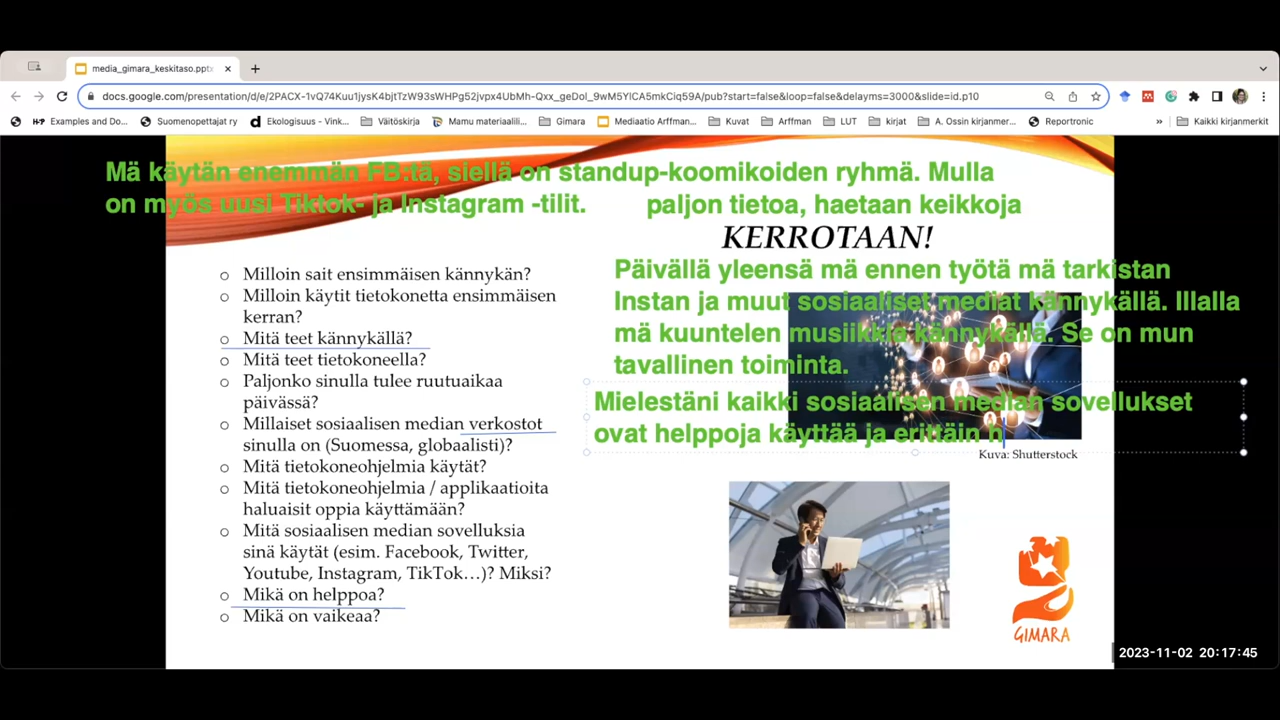 media_gimara_keskitaso.pptx
docs.google.com/presentation/d/e/2PACX-1vQ74Kuu1jysK4bjtTzW93sWHPg52jvpx4UbMh-Qxx_geDol_9wM5YlCA5mkCiq59A/pub?start=false&loop=false&delayms=3000&slide=id.p10
Examples and Do... Suomenopettajat ry Ekologisuus - Vink... Väitöskirja Mamu materiaalil... Gimara Mediaatio Arffman... Kuvat Arffman LUT kirjat A. Ossin kirjanmer... Reportronic » Kaikki kirjanmerkit
Mä käytän enemmän FB:tä, siellä on standup-koomikoiden ryhmä. Mulla
on myös uusi Tiktok- ja Instagram -tilit. paljon tietoa, haetaan keikkoja
KERROTAAN!
Milloin sait ensimmäisen kännykän?
Milloin käytit tietokonetta ensimmäisen
kerran?
Mitä teet kännykällä?
Mitä teet tietokoneella?
Paljonko sinulla tulee ruutuaikaa
päivässä?
Millaiset sosiaalisen median verkostot
sinulla on (Suomessa, globaalisti)?
Mitä tietokoneohjelmia käytät?
Mitä tietokoneohjelmia / applikaatioita
haluaisit oppia käyttämään?
Mitä sosiaalisen median sovelluksia
sinä käytät (esim. Facebook, Twitter,
Youtube, Instagram, TikTok…)? Miksi?
Mikä on helppoa?
Mikä on vaikeaa?
Päivällä yleensä mä ennen työtä mä tarkistan
Instan ja muut sosiaaliset mediat kännykällä. Illalla
mä kuuntelen musiikkia kännykällä. Se on mun
tavallinen toiminta.
Mielestäni kaikki sosiaalisen median sovellukset
ovat helppoja käyttää ja erittäin h
Kuva: Shutterstock
GIMARA
2023-11-02 20:17:45